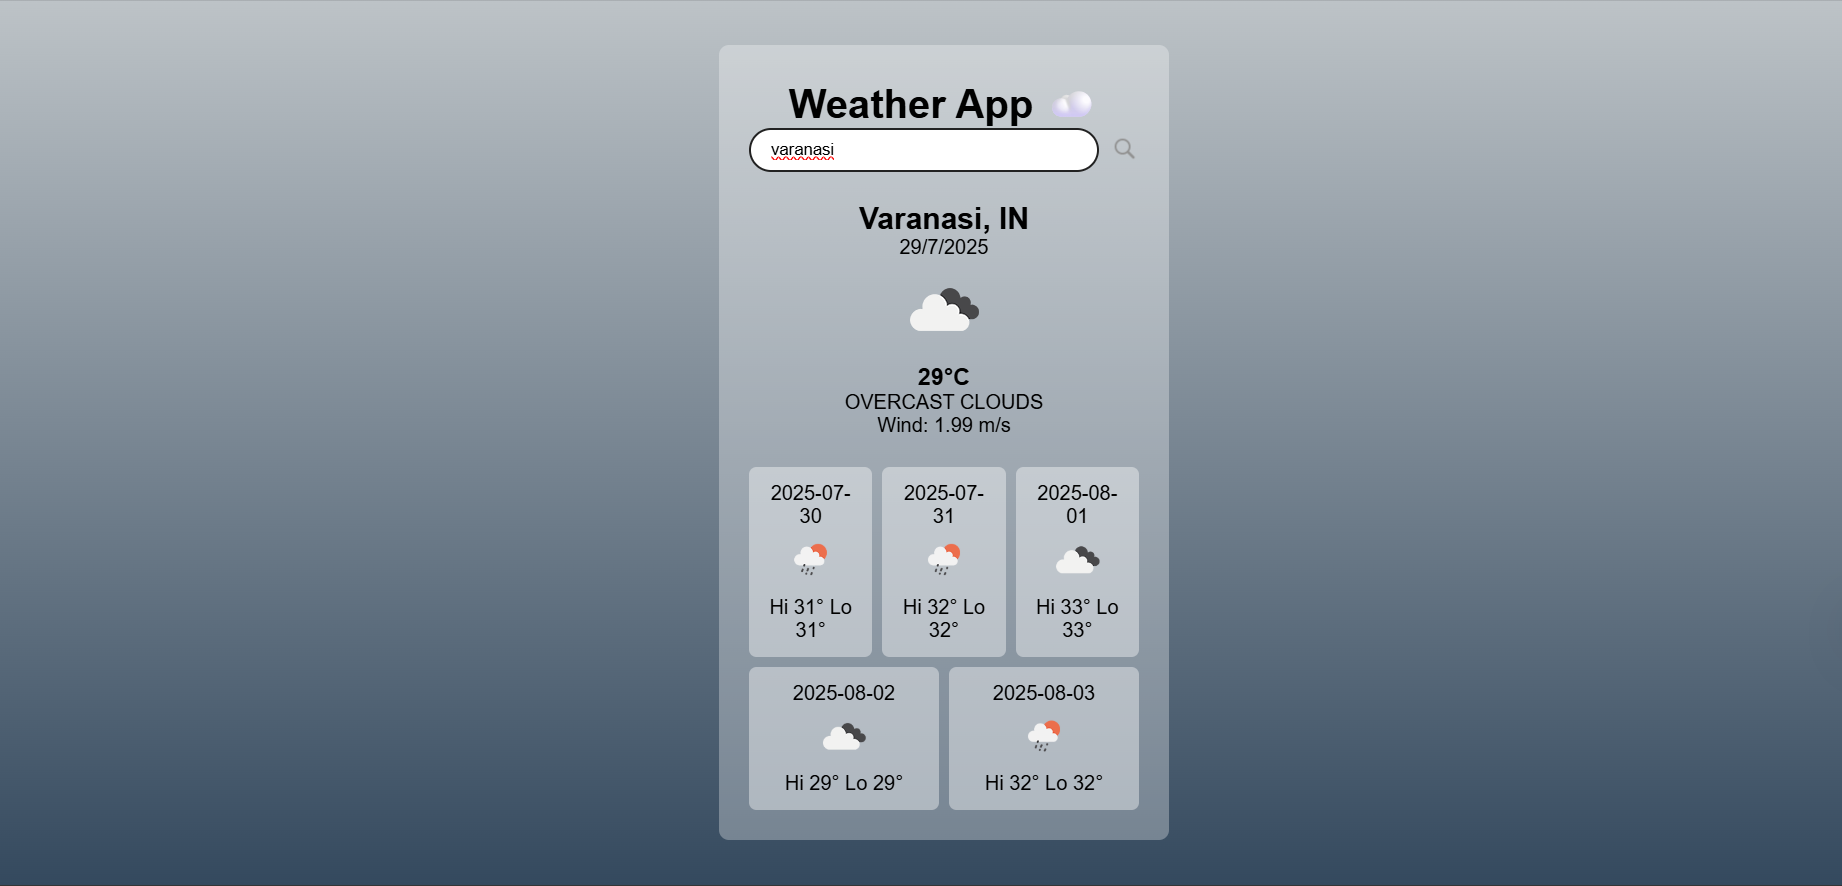 Weather App
varanasi
Varanasi, IN
29/7/2025
29°C
OVERCAST CLOUDS
Wind: 1.99 m/s
2025-07-
30
Hi 31° Lo
31°
2025-07-
31
Hi 32° Lo
32°
2025-08-
01
Hi 33° Lo
33°
2025-08-02
Hi 29° Lo 29°
2025-08-03
Hi 32° Lo 32°